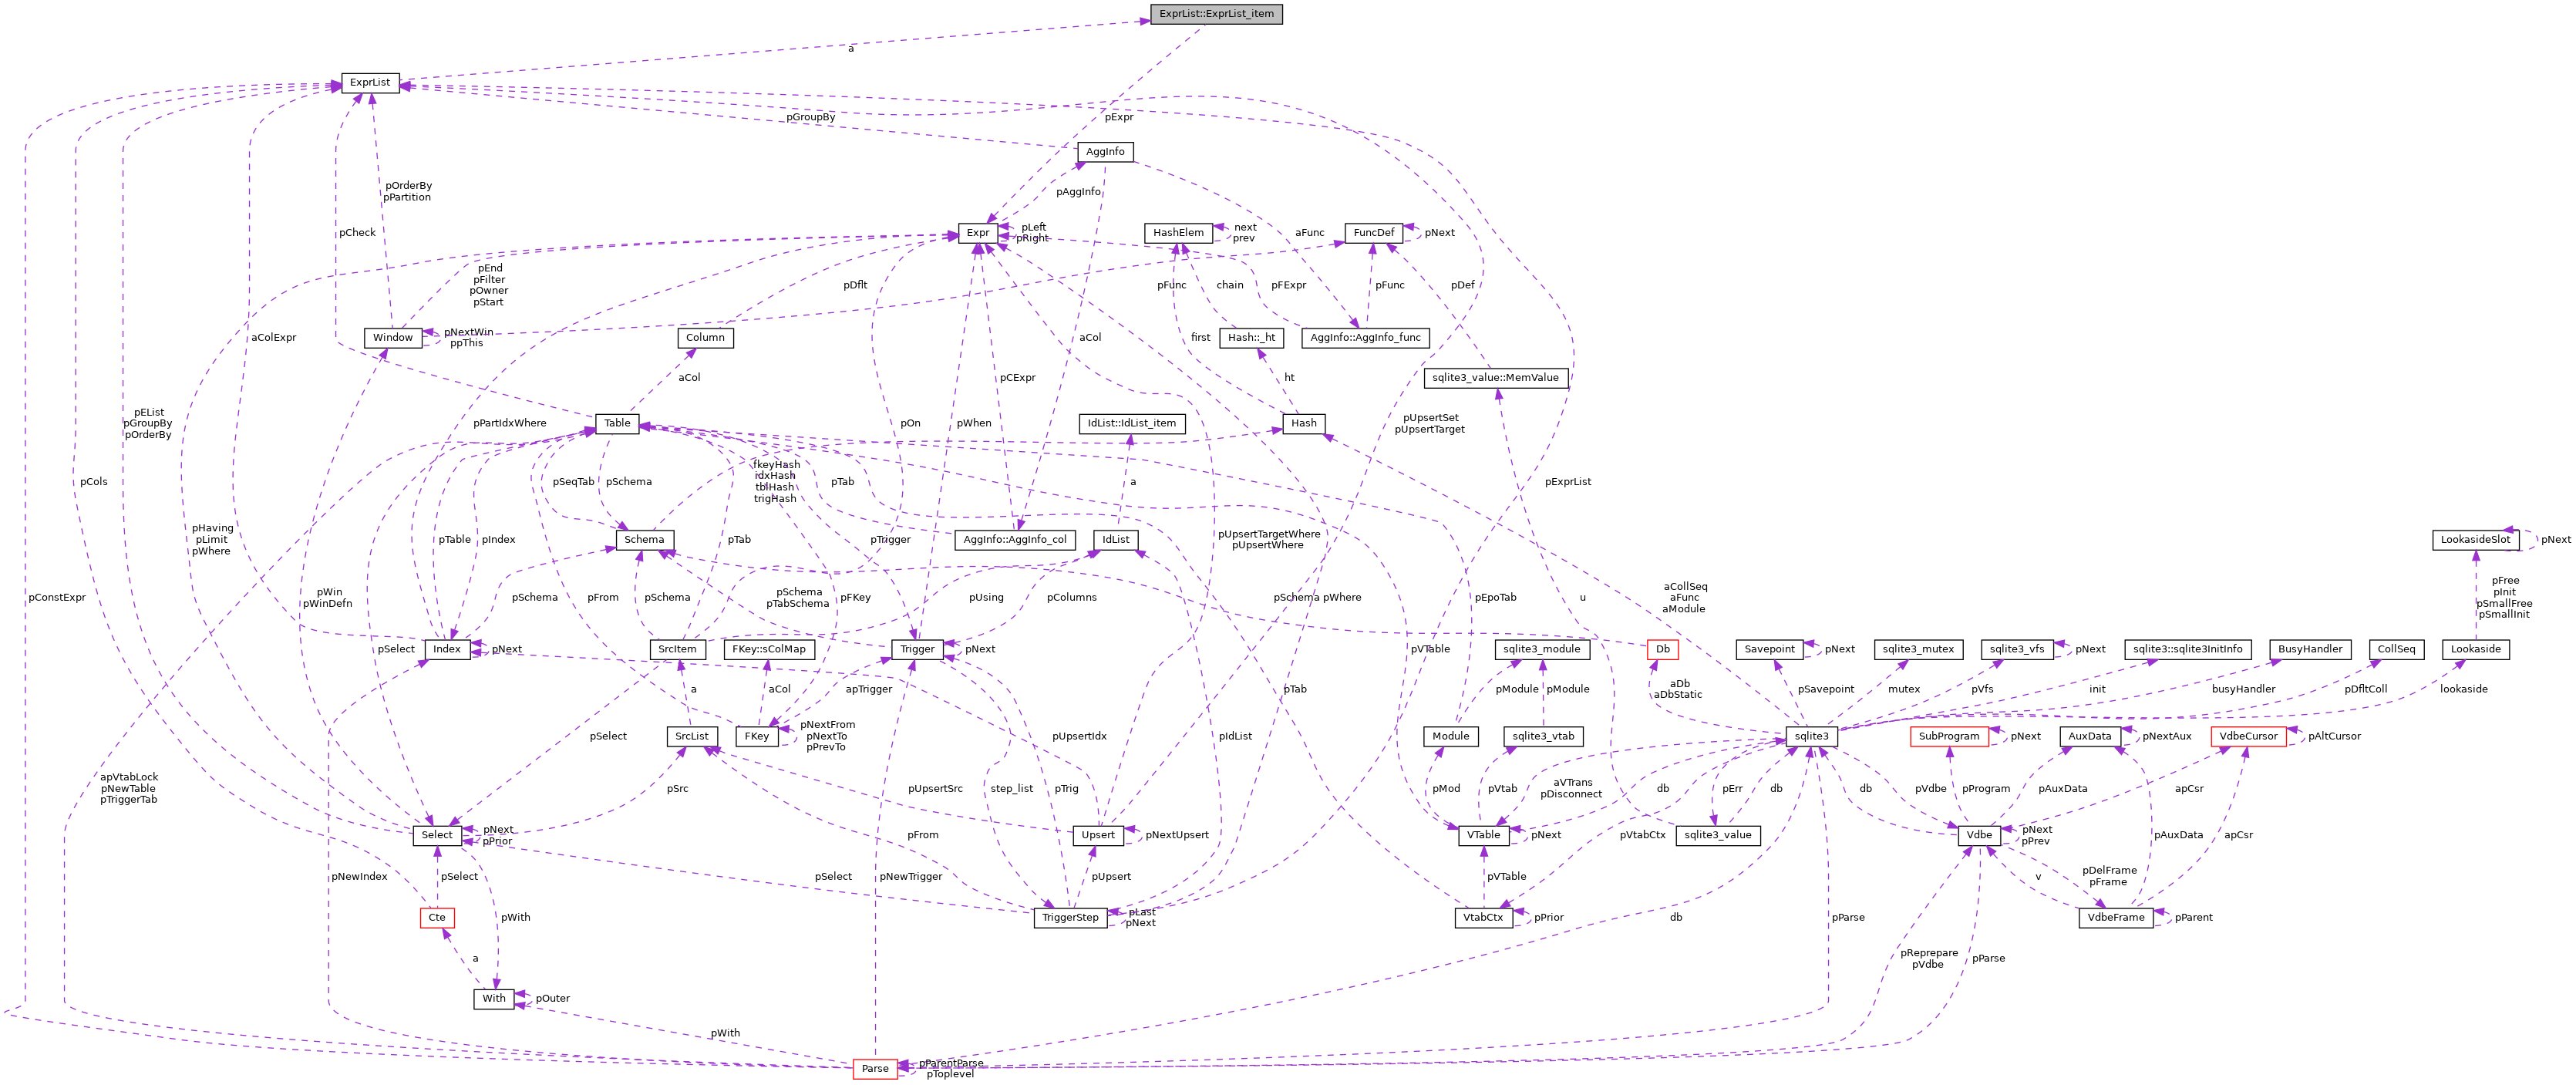 ExprList::ExprList_item
a
ExprList
pGroupBy
pExpr
AggInfo
pOrderBy
pPartition
pAggInfo
pCheck
Expr
pLeft
pRight
HashElem
next
prev
aFunc
FuncDef
pNext
pEnd
pFilter
pOwner
pStart
pDflt
pFunc
chain
pFExpr
pFunc
pDef
aColExpr
Window
pNextWin
ppThis
Column
aCol
first
Hash::_ht
AggInfo::AggInfo_func
aCol
pCExpr
ht
sqlite3_value::MemValue
pEList
pGroupBy
pOrderBy
pPartIdxWhere
Table
pOn
pWhen
IdList::IdList_item
Hash
pUpsertSet
pUpsertTarget
pCols
pSeqTab
pSchema
fkeyHash
idxHash
tblHash
trigHash
pTab
a
pExprList
pHaving
pLimit
pWhere
pTable
pIndex
Schema
pTab
pTrigger
AggInfo::AggInfo_col
IdList
pUpsertTargetWhere
pUpsertWhere
LookasideSlot
pNext
pConstExpr
pWin
pWinDefn
pSchema
pFrom
pSchema
pSchema
pTabSchema
pFKey
pUsing
pColumns
pSchema
pWhere
pEpoTab
u
aCollSeq
aFunc
aModule
pFree
pInit
pSmallFree
pSmallInit
pSelect
Index
pNext
SrcItem
FKey::sColMap
Trigger
pNext
pVTable
sqlite3_module
Db
Savepoint
pNext
sqlite3_mutex
sqlite3_vfs
pNext
sqlite3::sqlite3InitInfo
BusyHandler
CollSeq
Lookaside
a
aCol
apTrigger
pTab
pModule
pModule
aDb
aDbStatic
pSavepoint
mutex
pVfs
init
busyHandler
pDfltColl
lookaside
pSelect
SrcList
FKey
pNextFrom
pNextTo
pPrevTo
pUpsertIdx
pIdList
Module
sqlite3_vtab
sqlite3
SubProgram
pNext
AuxData
pNextAux
VdbeCursor
pAltCursor
apVtabLock
pNewTable
pTriggerTab
pSrc
pUpsertSrc
step_list
pTrig
pMod
pVtab
aVTrans
pDisconnect
db
pErr
db
db
pVdbe
pProgram
pAuxData
apCsr
Select
pNext
pPrior
pFrom
Upsert
pNextUpsert
VTable
pNext
pVtabCtx
sqlite3_value
Vdbe
pNext
pPrev
pAuxData
apCsr
pNewIndex
pSelect
pSelect
pNewTrigger
pUpsert
pVTable
pDelFrame
pFrame
v
Cte
pWith
TriggerStep
pLast
pNext
VtabCtx
pPrior
db
pParse
VdbeFrame
pParent
a
pReprepare
pVdbe
pParse
With
pOuter
pWith
Parse
pParentParse
pToplevel